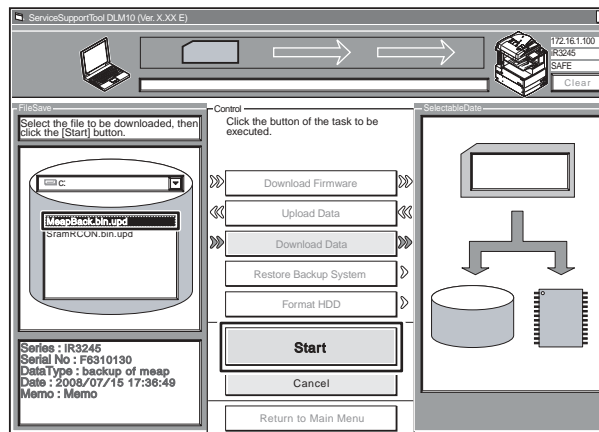 ServiceSupportTool DLM10 (Ver. X.XX E)
172.16.1.100
iR3245
SAFE
Clear
FileSave
Select the file to be downloaded, then
click the [Start] button.
C:
MeapBack.bin.upd
SramRCON.bin.upd
Series : iR3245
Serial No : F6310130
DataType : backup of meap
Date : 2008/07/15 17:36:49
Memo : Memo
Control
Click the button of the task to be
executed.
Download Firmware
Upload Data
Download Data
Restore Backup System
Format HDD
Start
Cancel
Return to Main Menu
SelectableDate